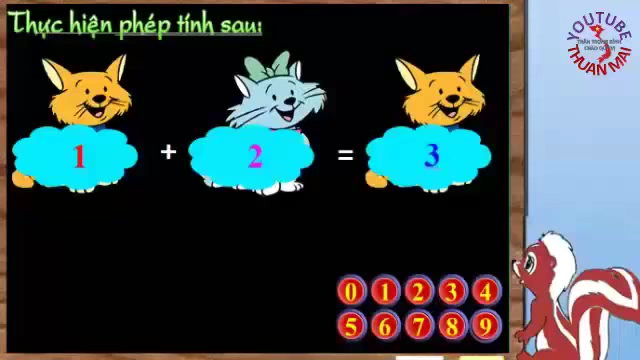 Thực hiện phép tính sau:
YOUTUBE
THUAN MAI
1 + 2 = 3
0 1 2 3 4
5 6 7 8 9